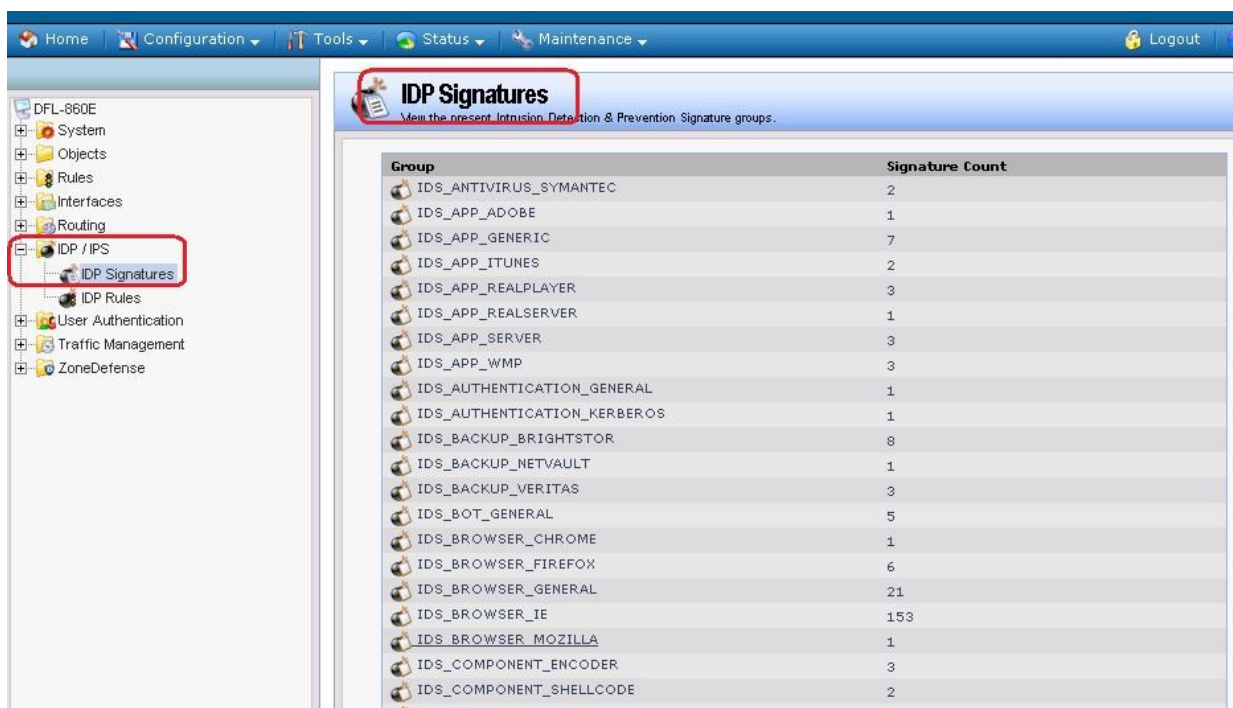 Home Configuration Tools Status Maintenance Logout
DFL-860E
System
Objects
Rules
Interfaces
Routing
IDP / IPS
IDP Signatures
IDP Rules
User Authentication
Traffic Management
ZoneDefense
IDP Signatures
View the present Intrusion Detection & Prevention Signature groups.
Group Signature Count
IDS_ANTIVIRUS_SYMANTEC 2
IDS_APP_ADOBE 1
IDS_APP_GENERIC 7
IDS_APP_ITUNES 2
IDS_APP_REALPLAYER 3
IDS_APP_REALSERVER 1
IDS_APP_SERVER 3
IDS_APP_WMP 3
IDS_AUTHENTICATION_GENERAL 1
IDS_AUTHENTICATION_KERBEROS 1
IDS_BACKUP_BRIGHTSTOR 8
IDS_BACKUP_NETVAULT 1
IDS_BACKUP_VERITAS 3
IDS_BOT_GENERAL 5
IDS_BROWSER_CHROME 1
IDS_BROWSER_FIREFOX 6
IDS_BROWSER_GENERAL 21
IDS_BROWSER_IE 153
IDS_BROWSER_MOZILLA 1
IDS_COMPONENT_ENCODER 3
IDS_COMPONENT_SHELLCODE 2